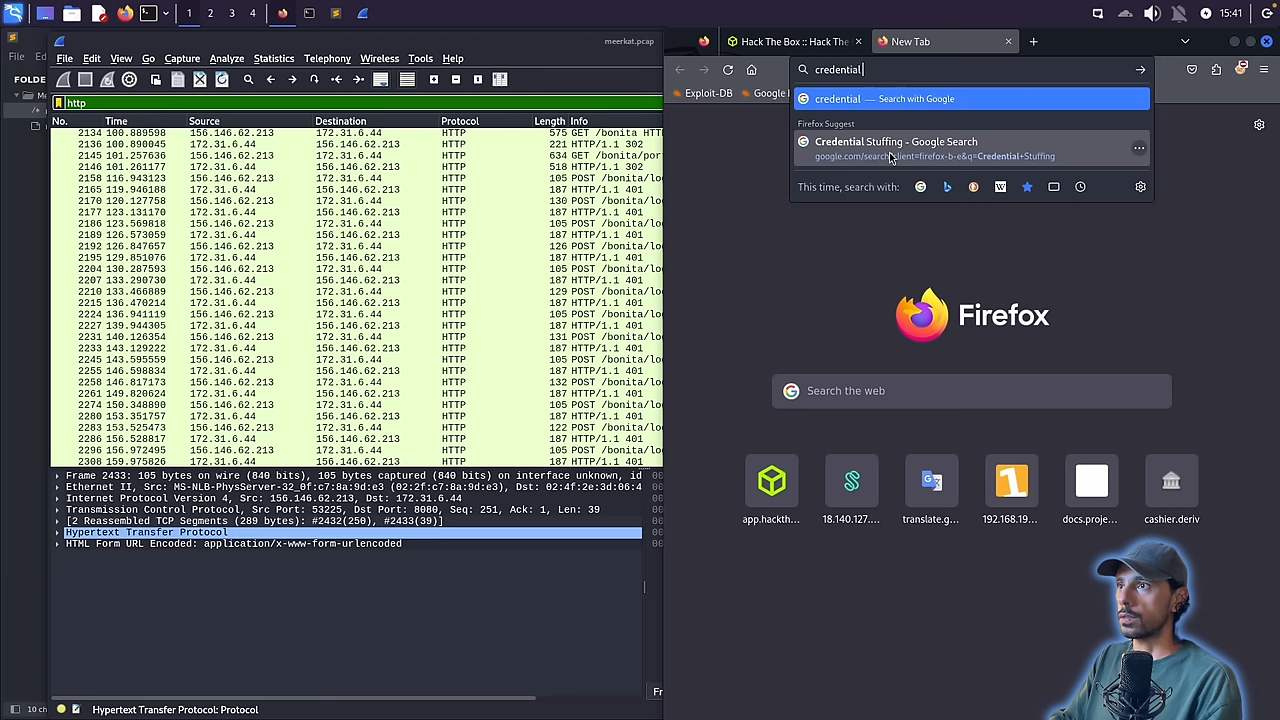 1
2
3
4
15:41
File
FOLDE
10 ch
meerkat.pcap
File Edit View Go Capture Analyze Statistics Telephony Wireless Tools Help
http
No. Time Source Destination Protocol Length Info
2134 100.889598 156.146.62.213 172.31.6.44 HTTP 575 GET /bonita HTT
2136 100.890045 172.31.6.44 156.146.62.213 HTTP 221 HTTP/1.1 302
2145 101.257636 156.146.62.213 172.31.6.44 HTTP 634 GET /bonita/por
2146 101.261177 172.31.6.44 156.146.62.213 HTTP 518 HTTP/1.1 302
2158 116.943123 156.146.62.213 172.31.6.44 HTTP 105 POST /bonita/lo
2165 119.946188 172.31.6.44 156.146.62.213 HTTP 187 HTTP/1.1 401
2170 120.127758 156.146.62.213 172.31.6.44 HTTP 130 POST /bonita/lo
2177 123.131170 172.31.6.44 156.146.62.213 HTTP 187 HTTP/1.1 401
2186 123.569818 156.146.62.213 172.31.6.44 HTTP 105 POST /bonita/lo
2189 126.573059 172.31.6.44 156.146.62.213 HTTP 187 HTTP/1.1 401
2192 126.847657 156.146.62.213 172.31.6.44 HTTP 126 POST /bonita/lo
2195 129.851076 172.31.6.44 156.146.62.213 HTTP 187 HTTP/1.1 401
2204 130.287593 156.146.62.213 172.31.6.44 HTTP 105 POST /bonita/lo
2207 133.290730 172.31.6.44 156.146.62.213 HTTP 187 HTTP/1.1 401
2210 133.466889 156.146.62.213 172.31.6.44 HTTP 129 POST /bonita/lo
2215 136.470214 172.31.6.44 156.146.62.213 HTTP 187 HTTP/1.1 401
2224 136.941119 156.146.62.213 172.31.6.44 HTTP 105 POST /bonita/lo
2227 139.944305 172.31.6.44 156.146.62.213 HTTP 187 HTTP/1.1 401
2231 140.126354 156.146.62.213 172.31.6.44 HTTP 131 POST /bonita/lo
2233 143.129222 172.31.6.44 156.146.62.213 HTTP 187 HTTP/1.1 401
2245 143.595559 156.146.62.213 172.31.6.44 HTTP 105 POST /bonita/lo
2255 146.598834 172.31.6.44 156.146.62.213 HTTP 187 HTTP/1.1 401
2258 146.817173 156.146.62.213 172.31.6.44 HTTP 132 POST /bonita/lo
2261 149.820624 172.31.6.44 156.146.62.213 HTTP 187 HTTP/1.1 401
2274 150.348890 156.146.62.213 172.31.6.44 HTTP 105 POST /bonita/lo
2280 153.351757 172.31.6.44 156.146.62.213 HTTP 187 HTTP/1.1 401
2283 153.525473 156.146.62.213 172.31.6.44 HTTP 122 POST /bonita/lo
2286 156.528817 172.31.6.44 156.146.62.213 HTTP 187 HTTP/1.1 401
2296 156.972495 156.146.62.213 172.31.6.44 HTTP 105 POST /bonita/lo
2308 159.975826 172.31.6.44 156.146.62.213 HTTP 187 HTTP/1.1 401
Frame 2433: 105 bytes on wire (840 bits), 105 bytes captured (840 bits) on interface unknown, id
Ethernet II, Src: MS-NLB-PhysServer-32_0f:c7:8a:9d:e3 (02:2f:c7:8a:9d:e3), Dst: 02:4f:2e:3d:06:4
Internet Protocol Version 4, Src: 156.146.62.213, Dst: 172.31.6.44
Transmission Control Protocol, Src Port: 53225, Dst Port: 8080, Seq: 251, Ack: 1, Len: 39
[2 Reassembled TCP Segments (289 bytes): #2432(250), #2433(39)]
Hypertext Transfer Protocol
HTML Form URL Encoded: application/x-www-form-urlencoded
Fr
Hypertext Transfer Protocol: Protocol
Hack The Box :: Hack The
New Tab
credential
Exploit-DB
Google
credential — Search with Google
Firefox Suggest
Credential Stuffing - Google Search
This time, search with:
Firefox
Search the web
app.hackth...
18.140.127....
translate.g...
192.168.19...
docs.proje...
cashier.deriv